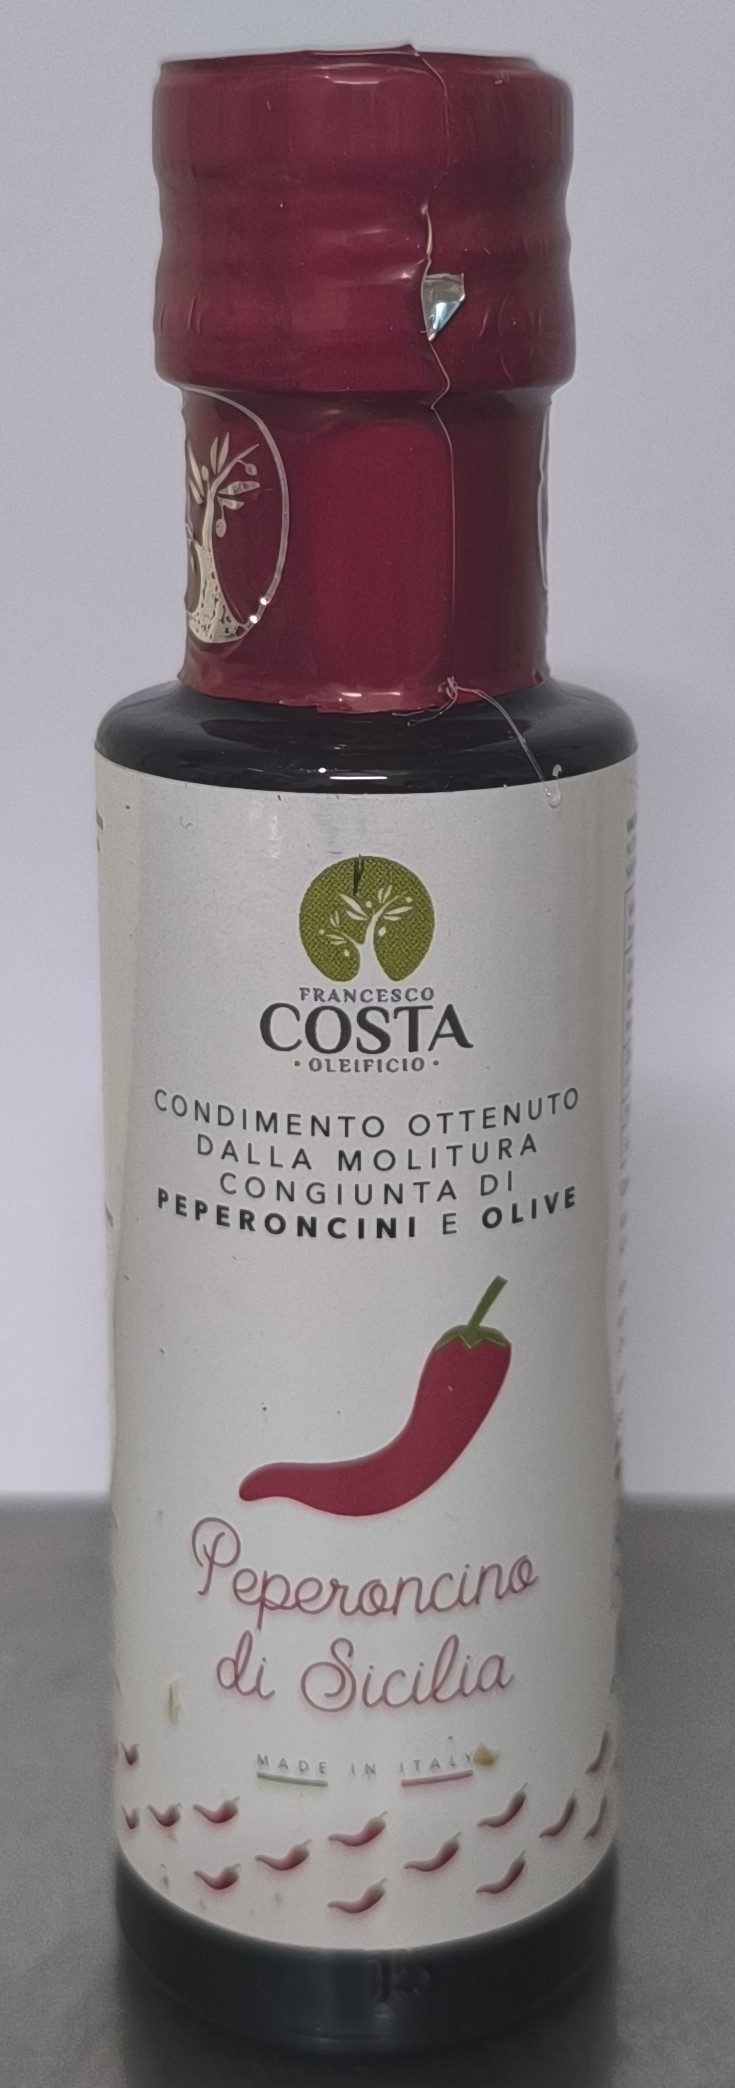 FRANCESCO
COSTA
• OLEIFICIO •
CONDIMENTO OTTENUTO
DALLA MOLITURA
CONGIUNTA DI
PEPERONCINI E OLIVE
Peperoncino
di Sicilia
MADE IN ITALY